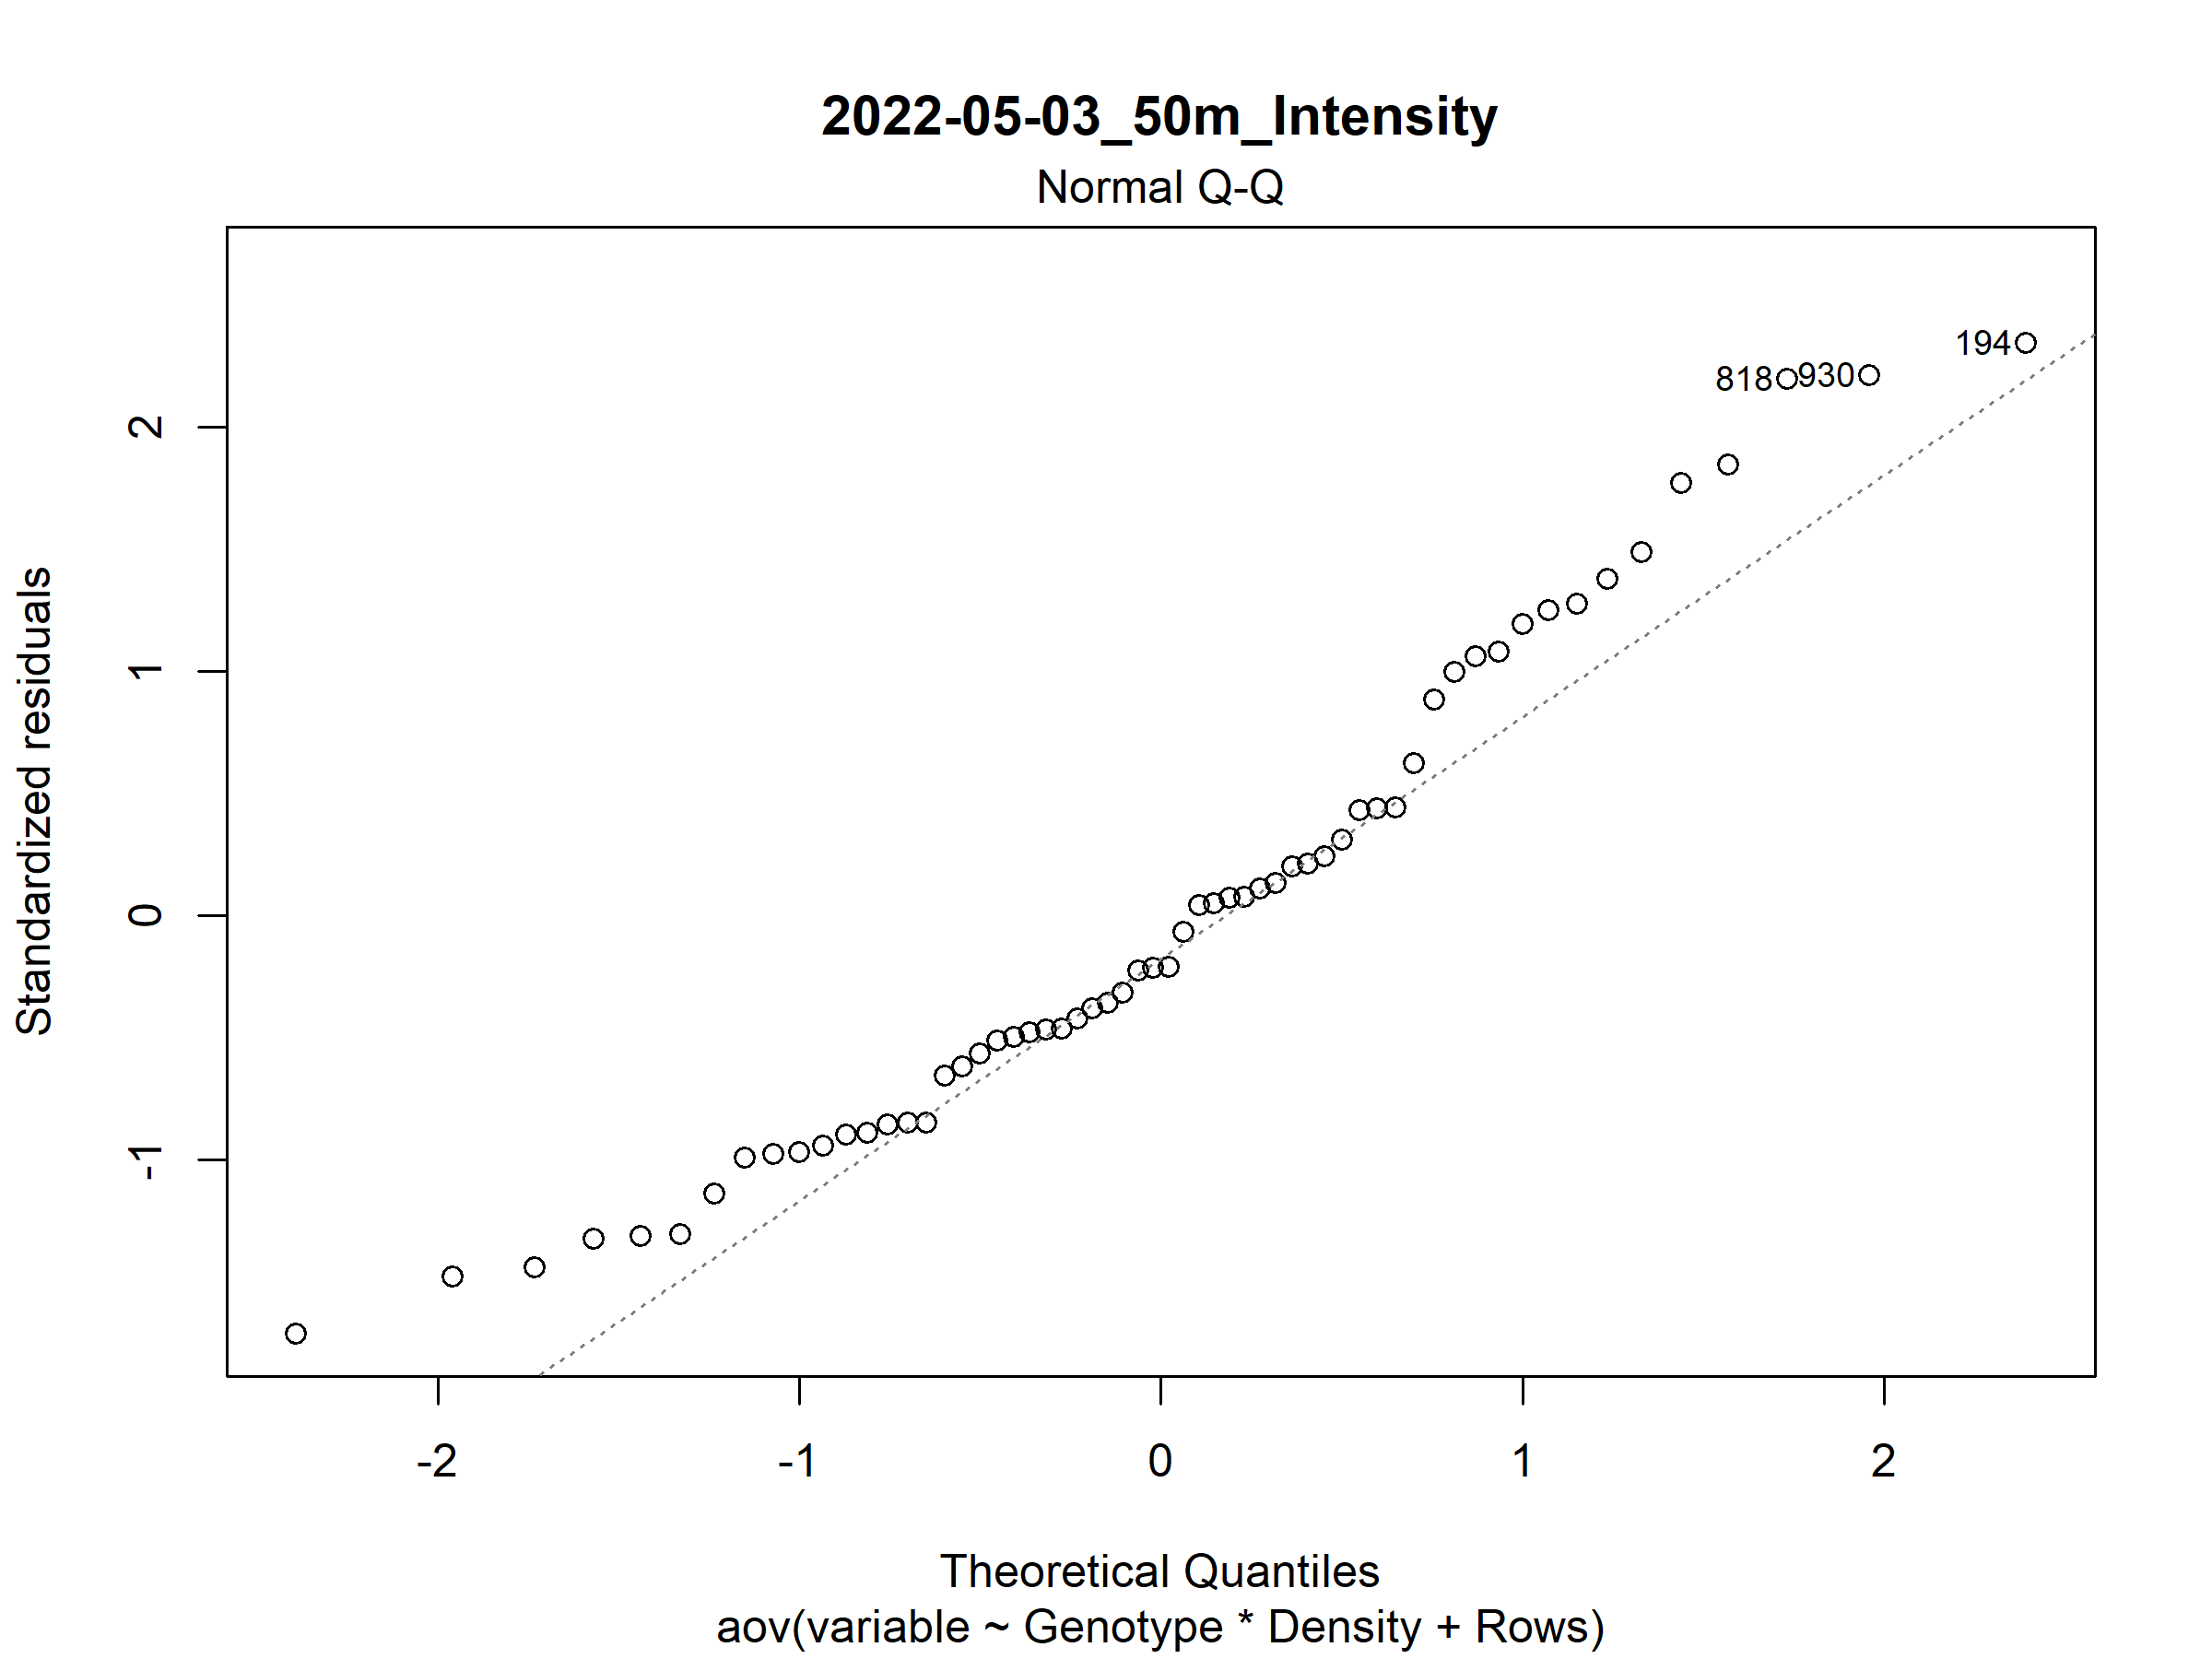 2022-05-03_50m_Intensity
Normal Q-Q
194
818
930
2
1
0
-1
Standardized residuals
-2
-1
0
1
2
Theoretical Quantiles
aov(variable ~ Genotype * Density + Rows)